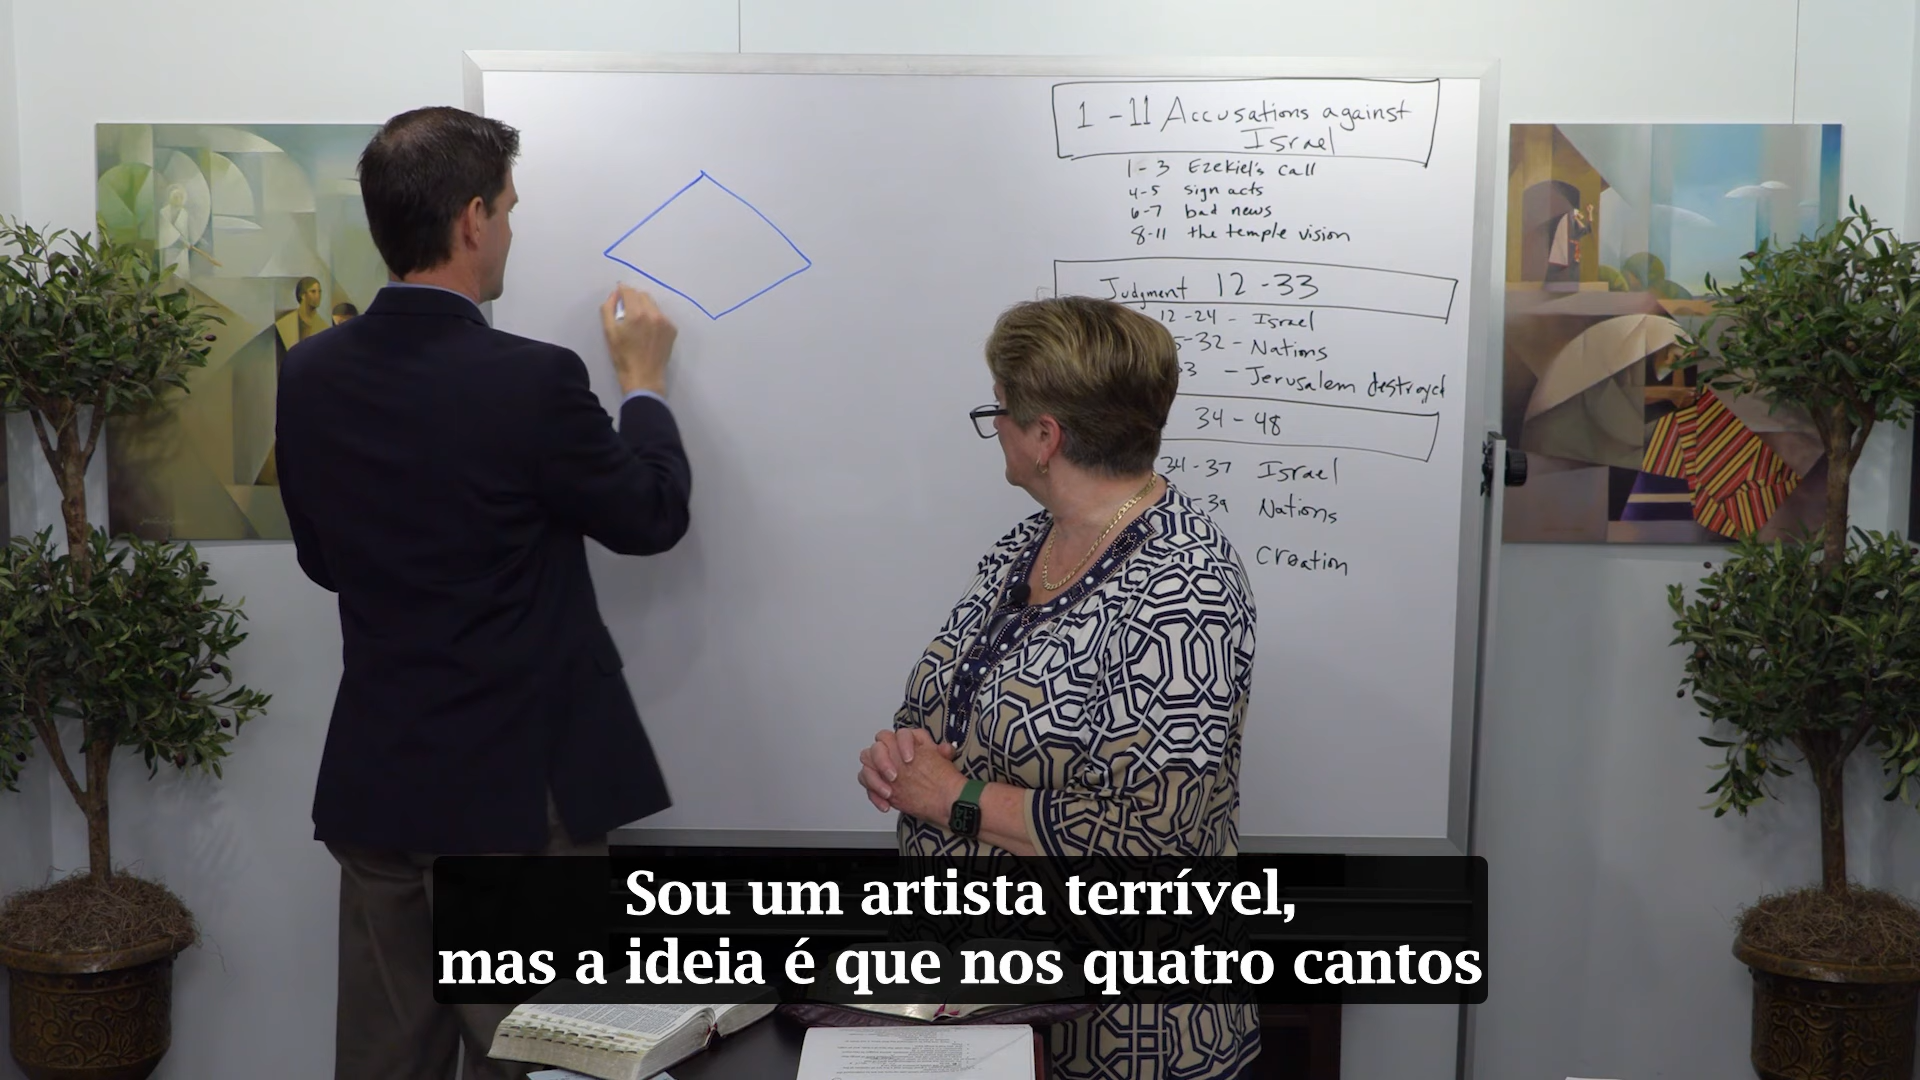 1-11 Accusations against
Israel
1-3 Ezekiel's call
4-5 sign acts
6-7 bad news
8-11 the temple vision
Judgment 12-33
12-24 - Israel
-32 - Nations
- Jerusalem destroyed
34-48
34-37 Israel
-39 Nations
Creation
Sou um artista terrível,
mas a ideia é que nos quatro cantos